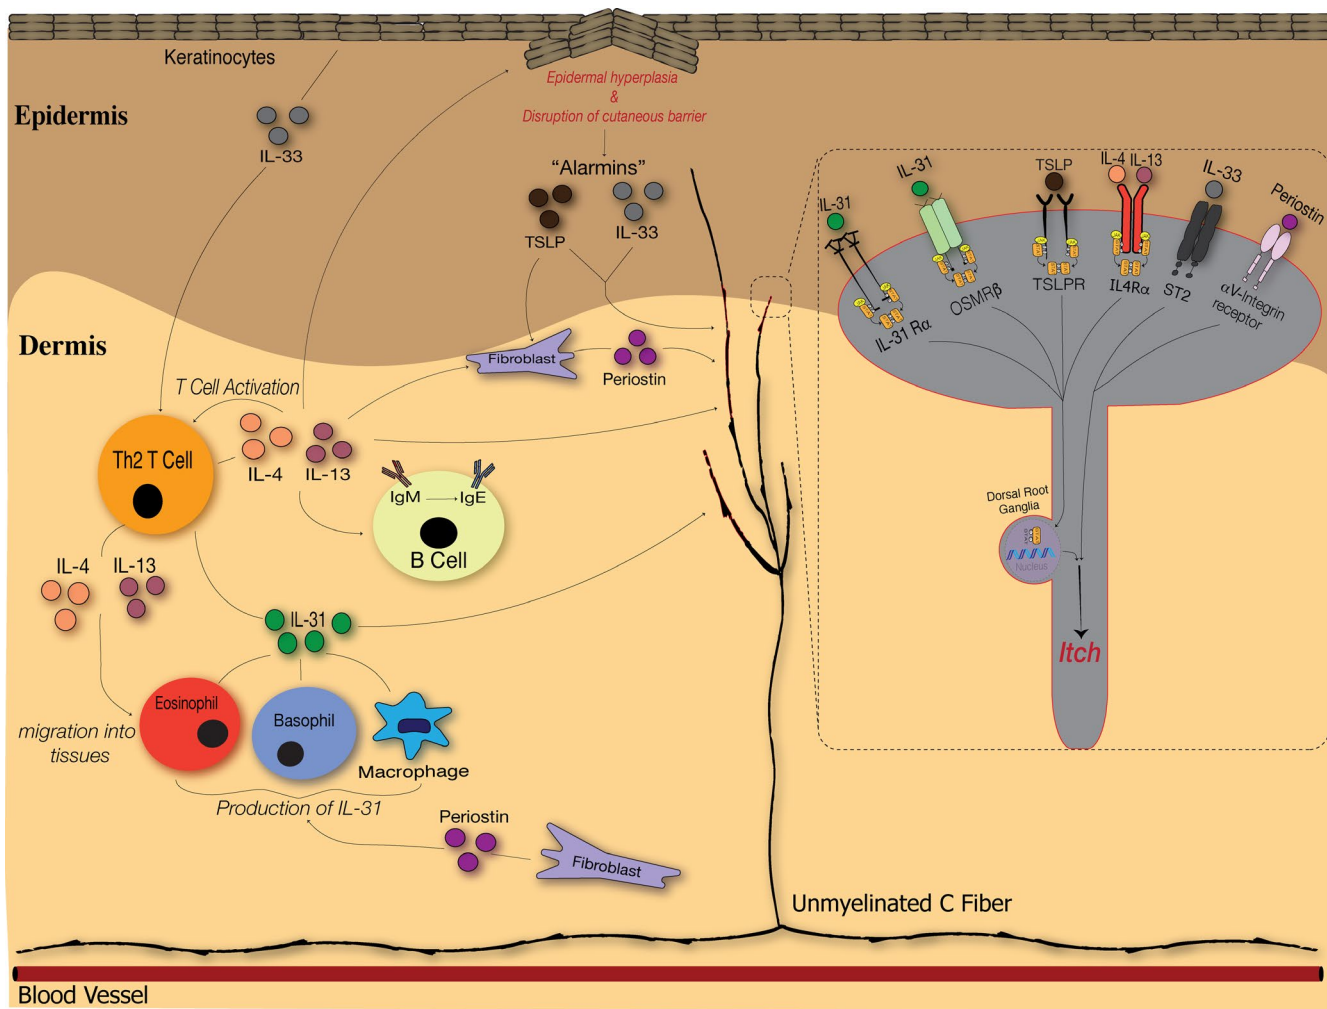 Keratinocytes
Epidermis
IL-33
Epidermal hyperplasia
&
Disruption of cutaneous barrier
"Alarmins"
TSLP
IL-33
Dermis
T Cell Activation
Th2 T Cell
IL-4
IL-13
Fibroblast
Periostin
IgM
IgE
B Cell
IL-4
IL-13
IL-31
Eosinophil
Basophil
Macrophage
migration into
tissues
Production of IL-31
Periostin
Fibroblast
Unmyelinated C Fiber
Blood Vessel
IL-31
IL-31
TSLP
IL-4
IL-13
IL-33
Periostin
IL-31 Rα
OSMRβ
TSLPR
IL4Rα
ST2
αV-Integrin
receptor
Dorsal Root
Ganglia
Nucleus
Itch